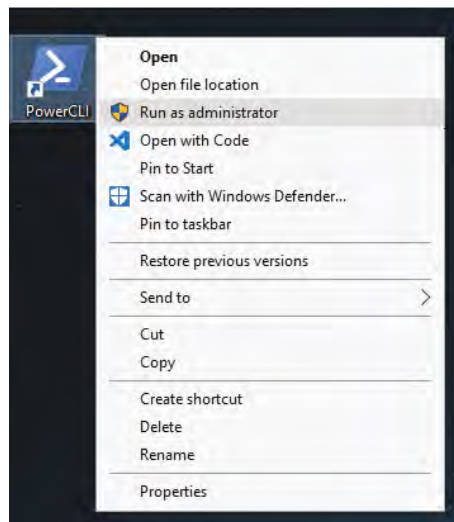 PowerCLI
Open
Open file location
Run as administrator
Open with Code
Pin to Start
Scan with Windows Defender...
Pin to taskbar
Restore previous versions
Send to
Cut
Copy
Create shortcut
Delete
Rename
Properties